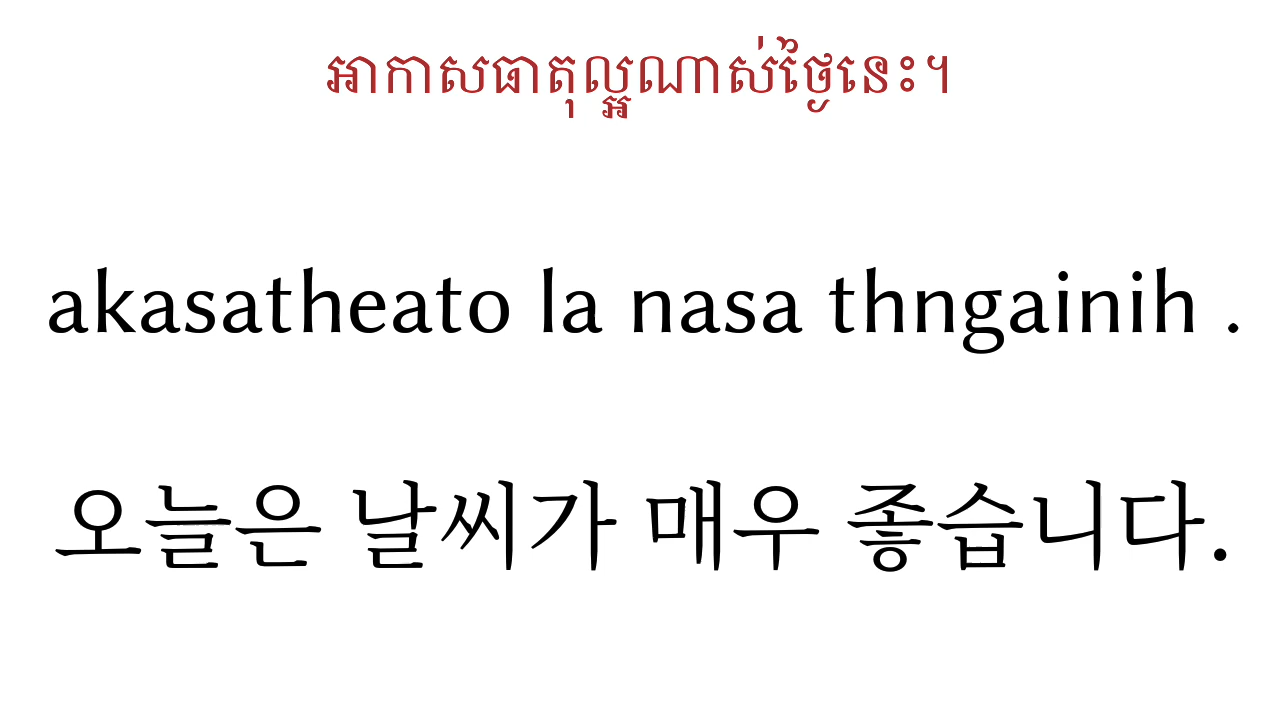 អាកាសធាតុល្អណាស់ថ្ងៃនេះ។
akasatheato la nasa thngainih .
오늘은 날씨가 매우 좋습니다.